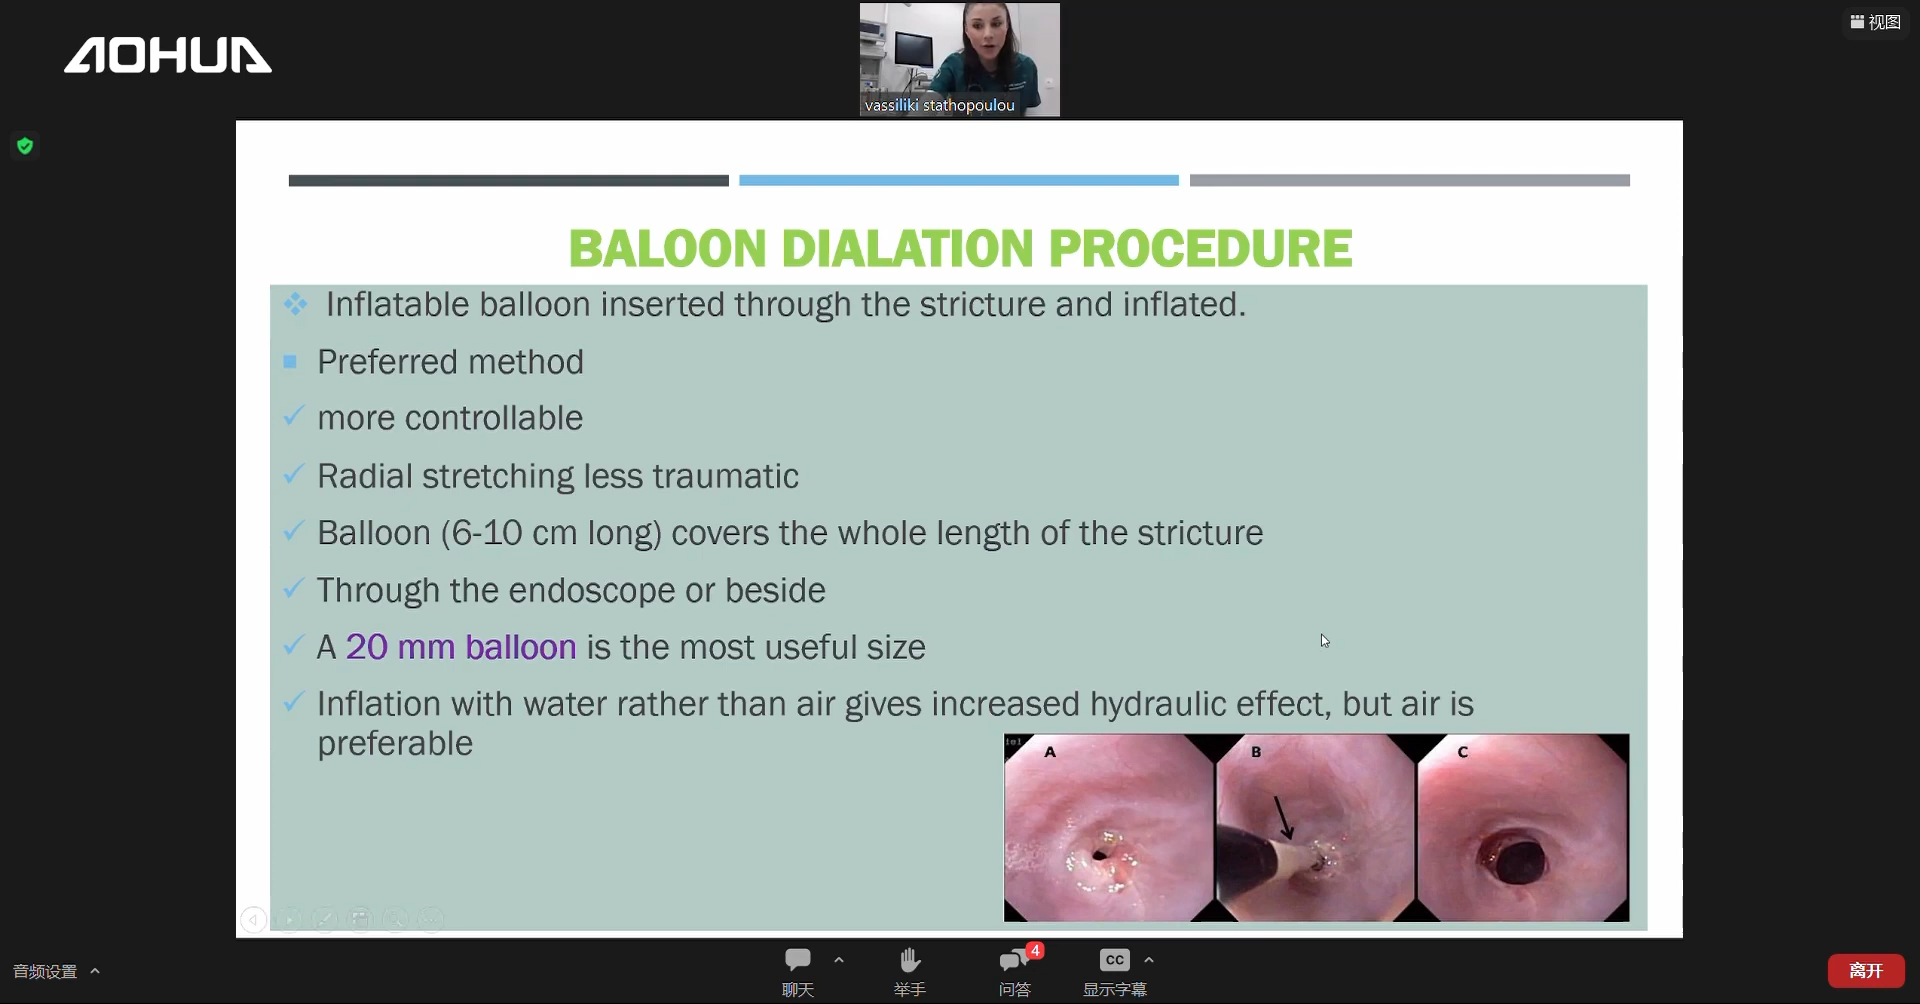 AOHUA
vassiliki stathopoulou
视图
BALOON DIALATION PROCEDURE
Inflatable balloon inserted through the stricture and inflated.
Preferred method
more controllable
Radial stretching less traumatic
Balloon (6-10 cm long) covers the whole length of the stricture
Through the endoscope or beside
A 20 mm balloon is the most useful size
Inflation with water rather than air gives increased hydraulic effect, but air is
preferable
A
B
C
音频设置
聊天
举手
4
问答
CC
显示字幕
离开